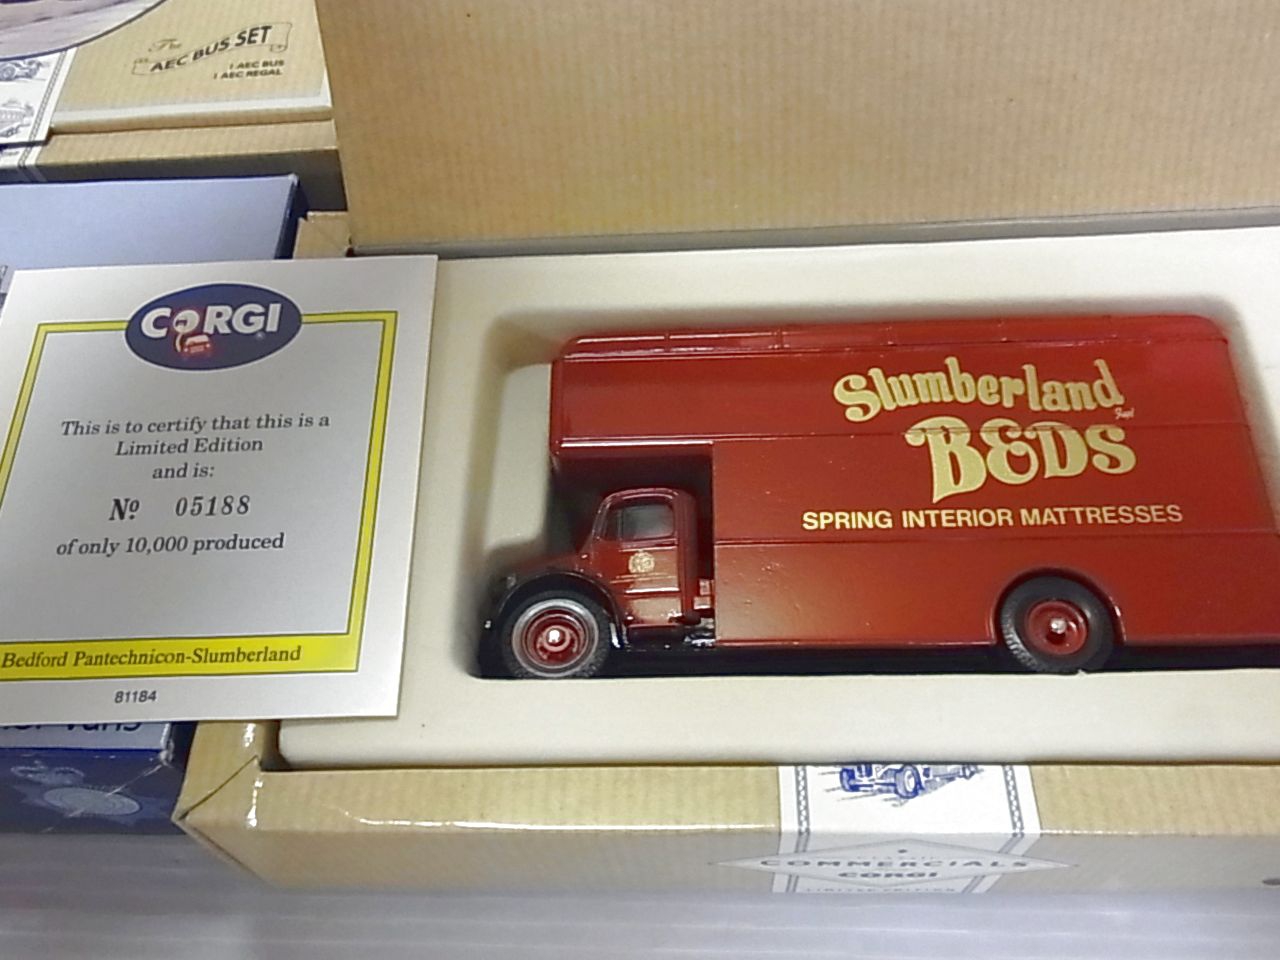 The
AEC BUS SET
1 AEC BUS
1 AEC REGAL
CORGI
This is to certify that this is a
Limited Edition
and is:
Nº 05188
of only 10,000 produced
Bedford Pantechnicon-Slumberland
81184
Slumberland
BEDS
SPRING INTERIOR MATTRESSES
COMMERCIALS
CORGI
LIMITED EDITION